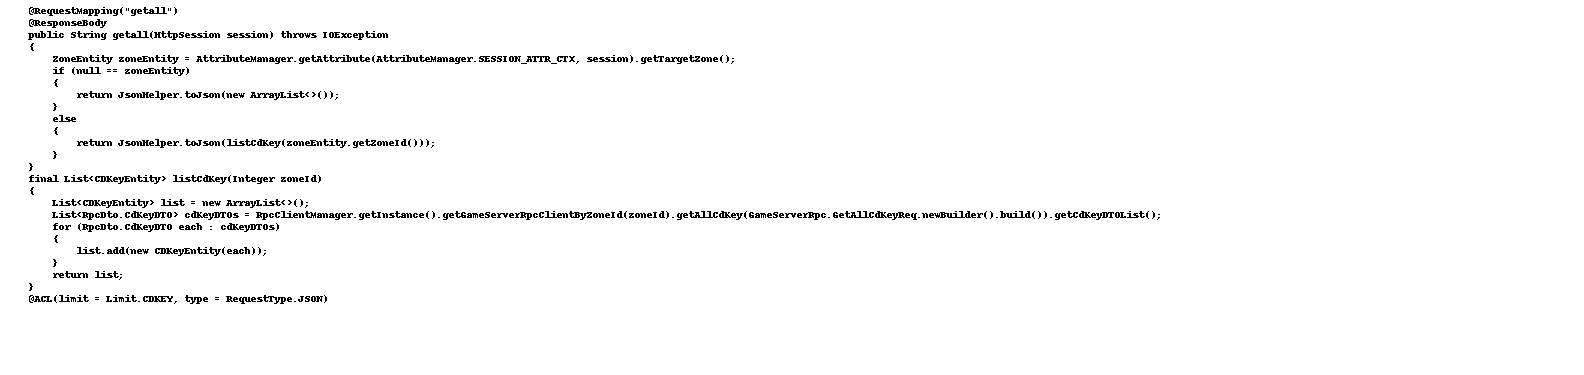 @RequestMapping("getall")
@ResponseBody
public String getall(HttpSession session) throws IOException
{
ZoneEntity zoneEntity = AttributeManager.getAttribute(AttributeManager.SESSION_ATTR_CTX, session).getTargetZone();
if (null == zoneEntity)
{
return JsonHelper.toJson(new ArrayList<>());
}
else
{
return JsonHelper.toJson(listCdKey(zoneEntity.getZoneId()));
}
}
final List<CDKeyEntity> listCdKey(Integer zoneId)
{
List<CDKeyEntity> list = new ArrayList<>();
List<RpcDto.CdKeyDTO> cdKeyDTOs = RpcClientManager.getInstance().getGameServerRpcClientByZoneId(zoneId).getAllCdKey(GameServerRpc.GetAllCdKeyReq.newBuilder().build()).getCdKeyDTOList();
for (RpcDto.CdKeyDTO each : cdKeyDTOs)
{
list.add(new CDKeyEntity(each));
}
return list;
}
@ACL(limit = Limit.CDKEY, type = RequestType.JSON)